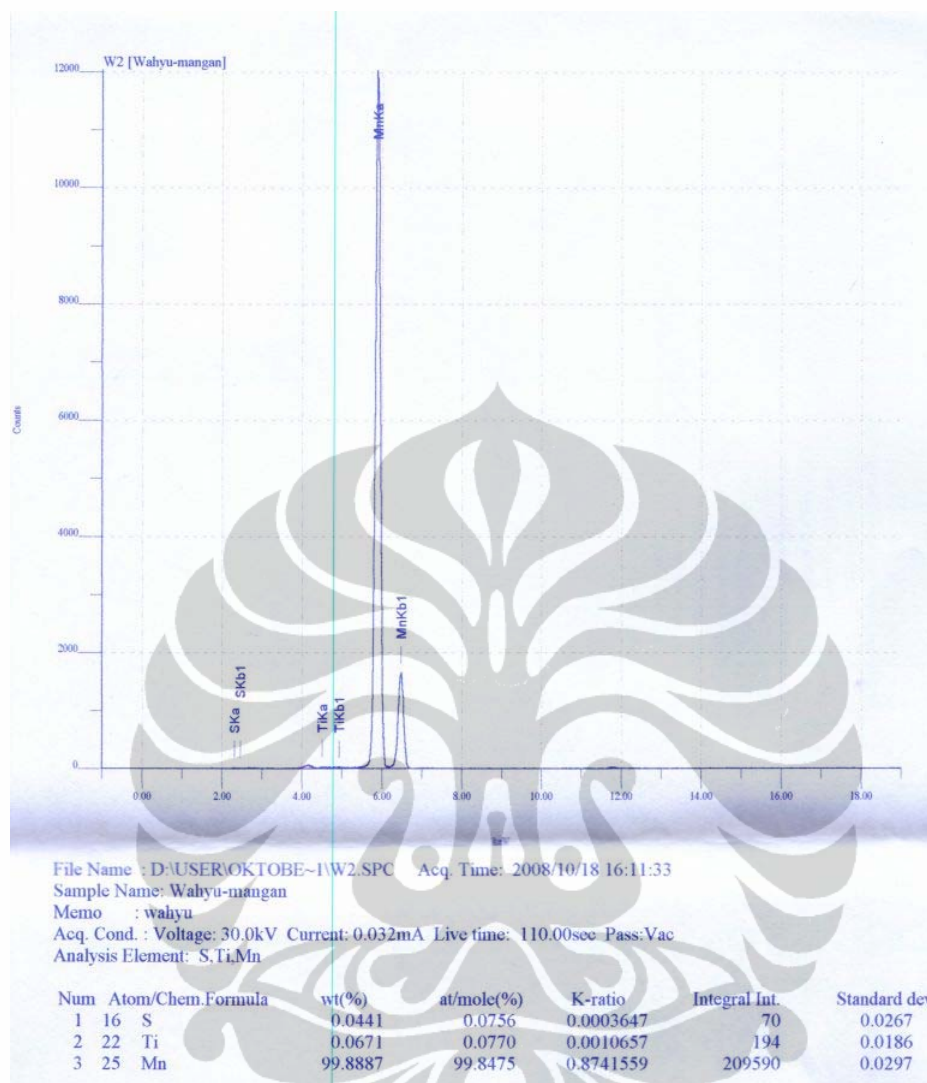 W2 [Wahyu-mangan]
12000
MnKa
10000
8000
6000
Counts
4000
MnKb1
2000
SKa
SKb1
TiKa
TiKb1
0
0.00 2.00 4.00 6.00 8.00 10.00 12.00 14.00 16.00 18.00
File Name : D:\USER\OKTOBE~1\W2.SPC Acq. Time: 2008/10/18 16:11:33
Sample Name: Wahyu-mangan
Memo : wahyu
Acq. Cond. : Voltage: 30.0kV Current: 0.032mA Live time: 110.00sec Pass:Vac
Analysis Element: S,Ti,Mn
Num Atom/Chem.Formula wt(%) at/mole(%) K-ratio Integral Int. Standard dev
1 16 S 0.0441 0.0756 0.0003647 70 0.0267
2 22 Ti 0.0671 0.0770 0.0010657 194 0.0186
3 25 Mn 99.8887 99.8475 0.8741559 209590 0.0297